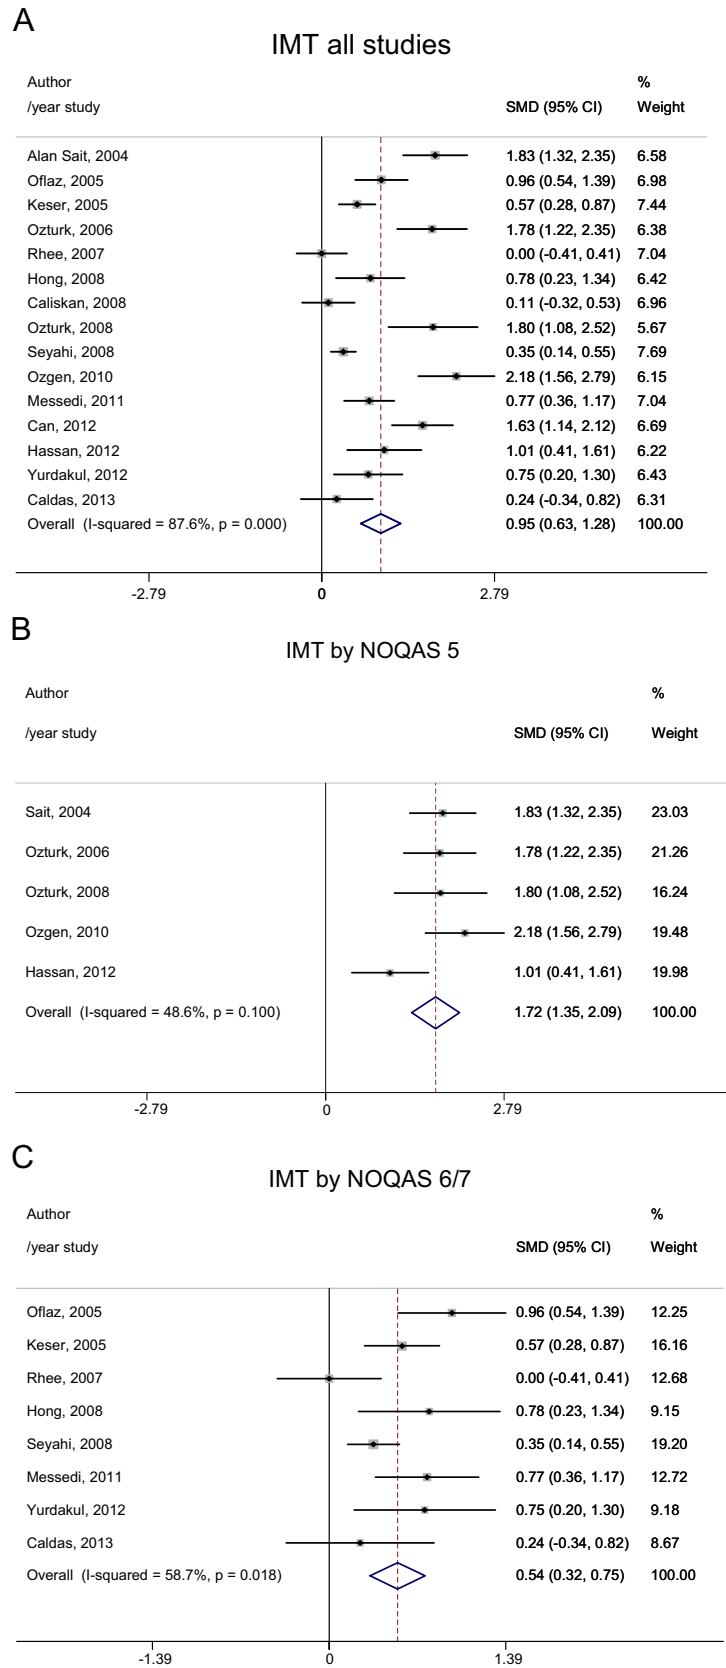 A
IMT all studies
Author %
/year study SMD (95% CI) Weight
Alan Sait, 2004 1.83 (1.32, 2.35) 6.58
Oflaz, 2005 0.96 (0.54, 1.39) 6.98
Keser, 2005 0.57 (0.28, 0.87) 7.44
Ozturk, 2006 1.78 (1.22, 2.35) 6.38
Rhee, 2007 0.00 (-0.41, 0.41) 7.04
Hong, 2008 0.78 (0.23, 1.34) 6.42
Caliskan, 2008 0.11 (-0.32, 0.53) 6.96
Ozturk, 2008 1.80 (1.08, 2.52) 5.67
Seyahi, 2008 0.35 (0.14, 0.55) 7.69
Ozgen, 2010 2.18 (1.56, 2.79) 6.15
Messedi, 2011 0.77 (0.36, 1.17) 7.04
Can, 2012 1.63 (1.14, 2.12) 6.69
Hassan, 2012 1.01 (0.41, 1.61) 6.22
Yurdakul, 2012 0.75 (0.20, 1.30) 6.43
Caldas, 2013 0.24 (-0.34, 0.82) 6.31
Overall (I-squared = 87.6%, p = 0.000) 0.95 (0.63, 1.28) 100.00
-2.79 0 2.79
B
IMT by NOQAS 5
Author %
/year study SMD (95% CI) Weight
Sait, 2004 1.83 (1.32, 2.35) 23.03
Ozturk, 2006 1.78 (1.22, 2.35) 21.26
Ozturk, 2008 1.80 (1.08, 2.52) 16.24
Ozgen, 2010 2.18 (1.56, 2.79) 19.48
Hassan, 2012 1.01 (0.41, 1.61) 19.98
Overall (I-squared = 48.6%, p = 0.100) 1.72 (1.35, 2.09) 100.00
-2.79 0 2.79
C
IMT by NOQAS 6/7
Author %
/year study SMD (95% CI) Weight
Oflaz, 2005 0.96 (0.54, 1.39) 12.25
Keser, 2005 0.57 (0.28, 0.87) 16.16
Rhee, 2007 0.00 (-0.41, 0.41) 12.68
Hong, 2008 0.78 (0.23, 1.34) 9.15
Seyahi, 2008 0.35 (0.14, 0.55) 19.20
Messedi, 2011 0.77 (0.36, 1.17) 12.72
Yurdakul, 2012 0.75 (0.20, 1.30) 9.18
Caldas, 2013 0.24 (-0.34, 0.82) 8.67
Overall (I-squared = 58.7%, p = 0.018) 0.54 (0.32, 0.75) 100.00
-1.39 0 1.39